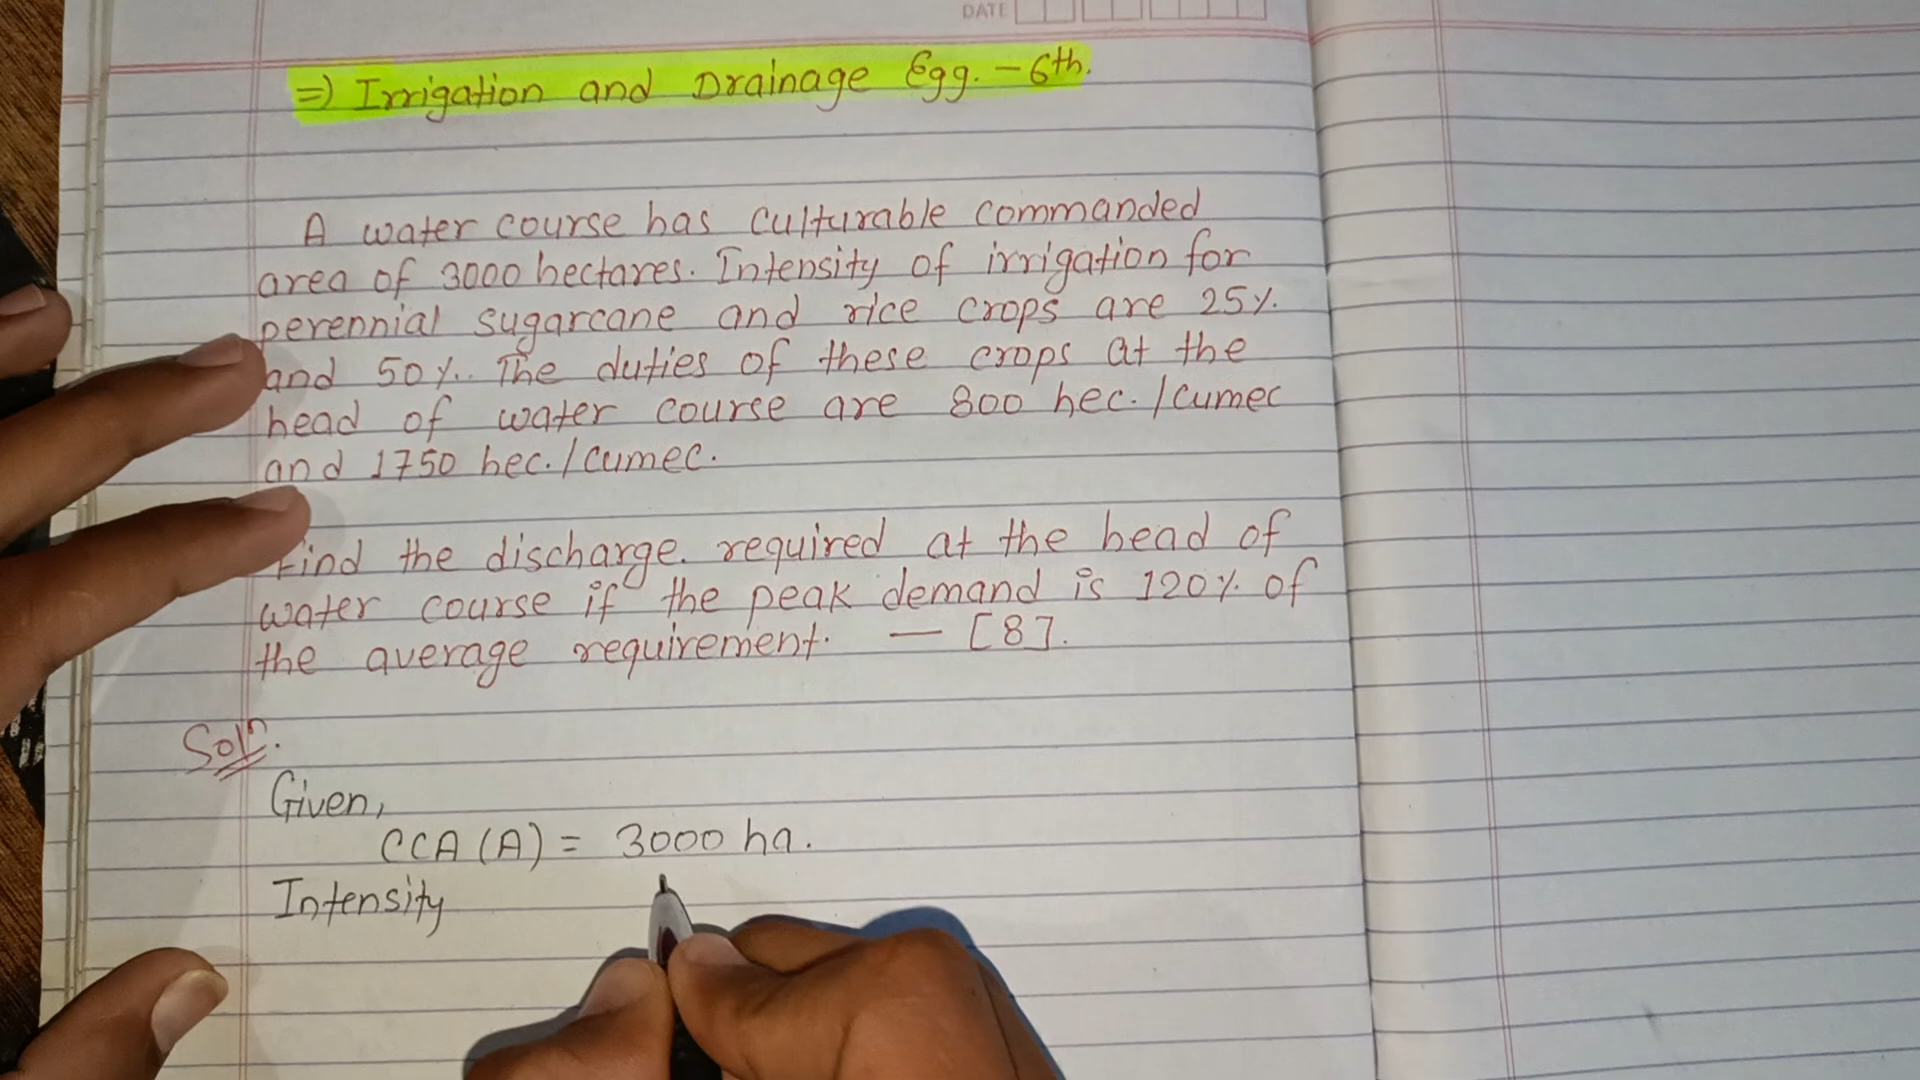 DATE
⇒ Irrigation and Drainage Egg. - 6th.
A water course has culturable commanded
area of 3000 hectares. Intensity of irrigation for
perennial sugarcane and rice crops are 25%
and 50%. The duties of these crops at the
head of water course are 800 hec./cumec
and 1750 hec./cumec.
Find the discharge. required at the head of
water course if the peak demand is 120% of
the average requirement. — [8].
Soln.
Given,
CCA (A) = 3000 ha.
Intensity